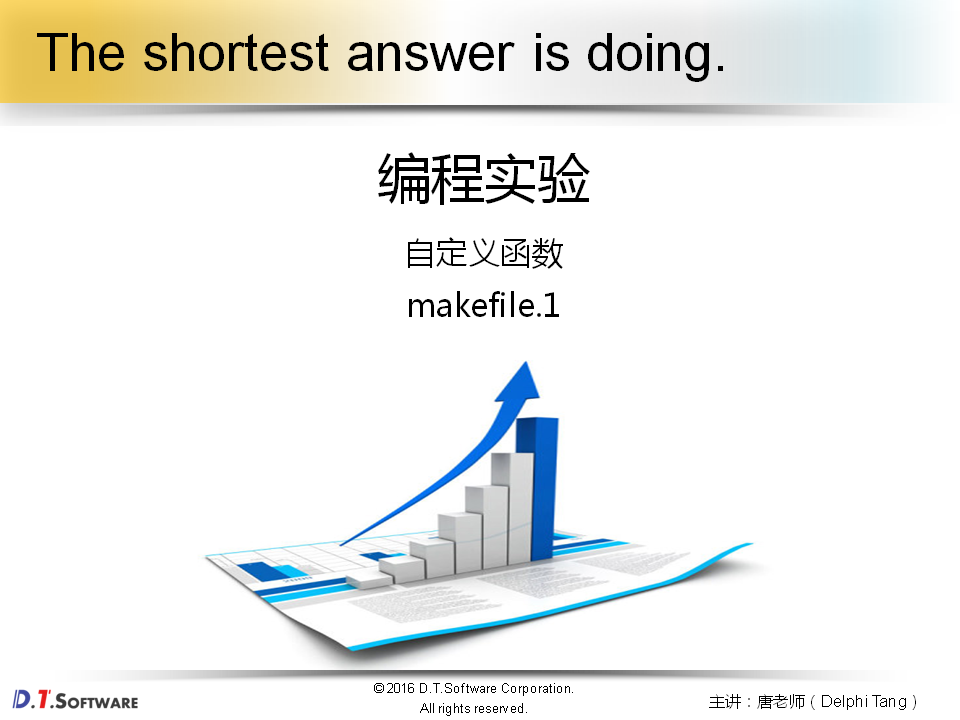 The shortest answer is doing.
编程实验
自定义函数
makefile.1
2009
D.T.SOFTWARE
©2016 D.T.Software Corporation.
All rights reserved.
主讲：唐老师（Delphi Tang）